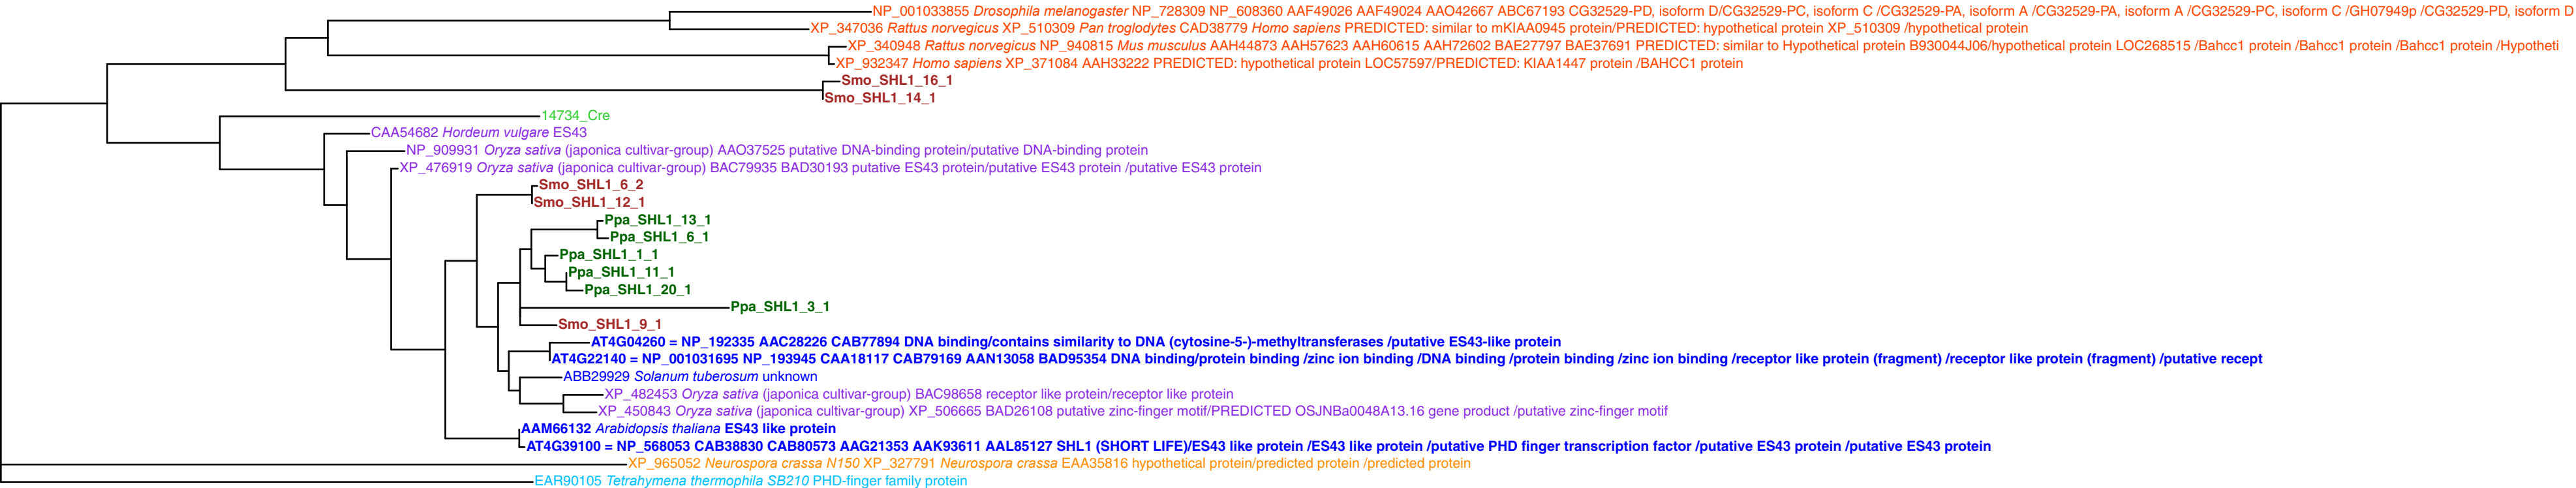 NP_001033855 Drosophila melanogaster NP_728309 NP_608360 AAF49026 AAF49024 AAO42667 ABC67193 CG32529-PD, isoform D/CG32529-PC, isoform C /CG32529-PA, isoform A /CG32529-PA, isoform A /CG32529-PC, isoform C /GH07949p /CG32529-PD, isoform D
XP_347036 Rattus norvegicus XP_510309 Pan troglodytes CAD38779 Homo sapiens PREDICTED: similar to mKIAA0945 protein/PREDICTED: hypothetical protein XP_510309 /hypothetical protein
XP_340948 Rattus norvegicus NP_940815 Mus musculus AAH44873 AAH57623 AAH60615 AAH72602 BAE27797 BAE37691 PREDICTED: similar to Hypothetical protein B930044J06/hypothetical protein LOC268515 /Bahcc1 protein /Bahcc1 protein /Bahcc1 protein /Hypotheti
XP_932347 Homo sapiens XP_371084 AAH33222 PREDICTED: hypothetical protein LOC57597/PREDICTED: KIAA1447 protein /BAHCC1 protein
Smo_SHL1_16_1
Smo_SHL1_14_1
14734_Cre
CAA54682 Hordeum vulgare ES43
NP_909931 Oryza sativa (japonica cultivar-group) AAO37525 putative DNA-binding protein/putative DNA-binding protein
XP_476919 Oryza sativa (japonica cultivar-group) BAC79935 BAD30193 putative ES43 protein/putative ES43 protein /putative ES43 protein
Smo_SHL1_6_2
Smo_SHL1_12_1
Ppa_SHL1_13_1
Ppa_SHL1_6_1
Ppa_SHL1_1_1
Ppa_SHL1_11_1
Ppa_SHL1_20_1
Ppa_SHL1_3_1
Smo_SHL1_9_1
AT4G04260 = NP_192335 AAC28226 CAB77894 DNA binding/contains similarity to DNA (cytosine-5-)-methyltransferases /putative ES43-like protein
AT4G22140 = NP_001031695 NP_193945 CAA18117 CAB79169 AAN13058 BAD95354 DNA binding/protein binding /zinc ion binding /DNA binding /protein binding /zinc ion binding /receptor like protein (fragment) /receptor like protein (fragment) /putative recept
ABB29929 Solanum tuberosum unknown
XP_482453 Oryza sativa (japonica cultivar-group) BAC98658 receptor like protein/receptor like protein
XP_450843 Oryza sativa (japonica cultivar-group) XP_506665 BAD26108 putative zinc-finger motif/PREDICTED OSJNBa0048A13.16 gene product /putative zinc-finger motif
AAM66132 Arabidopsis thaliana ES43 like protein
AT4G39100 = NP_568053 CAB38830 CAB80573 AAG21353 AAK93611 AAL85127 SHL1 (SHORT LIFE)/ES43 like protein /ES43 like protein /putative PHD finger transcription factor /putative ES43 protein /putative ES43 protein
XP_965052 Neurospora crassa N150 XP_327791 Neurospora crassa EAA35816 hypothetical protein/predicted protein /predicted protein
EAR90105 Tetrahymena thermophila SB210 PHD-finger family protein